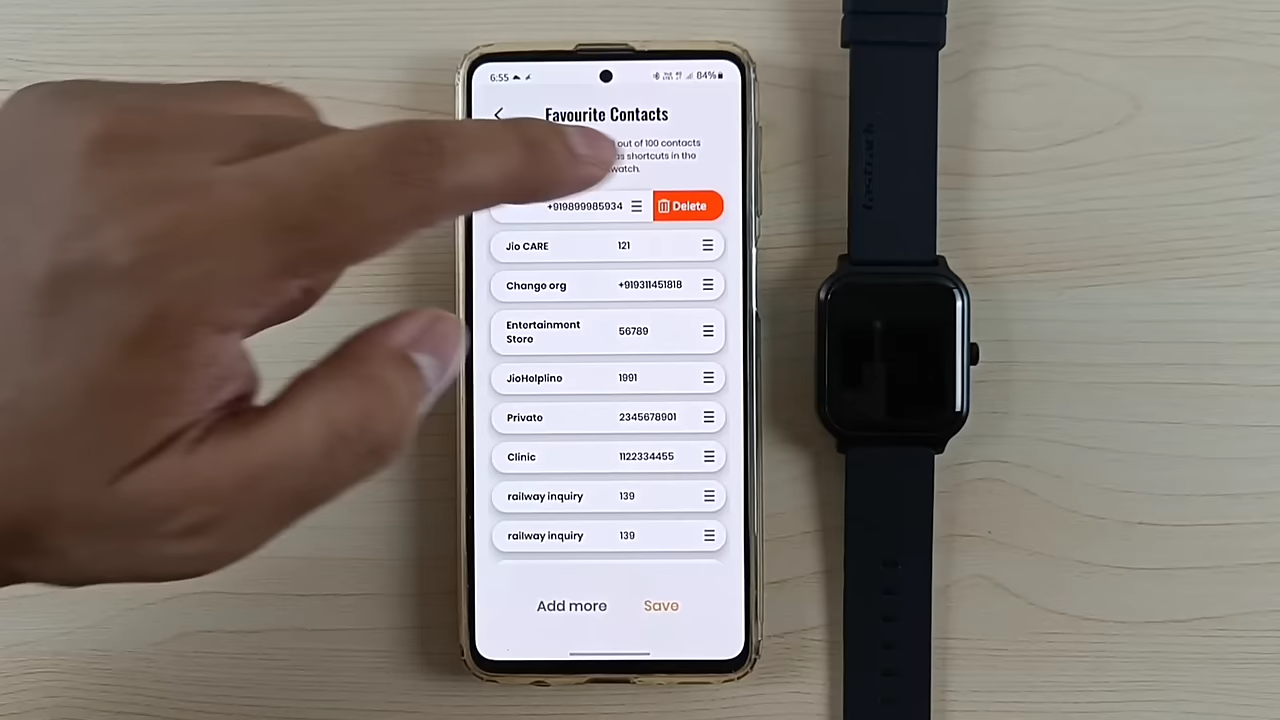 6:55 84%
Favourite Contacts
out of 100 contacts
as shortcuts in the
watch.
+919899985934 Delete
Jio CARE 121
Change org +919311451818
Entertainment
Store 56789
JioHelpline 1991
Private 2345678901
Clinic 1122334455
railway inquiry 139
railway inquiry 139
Add more Save
fastrack